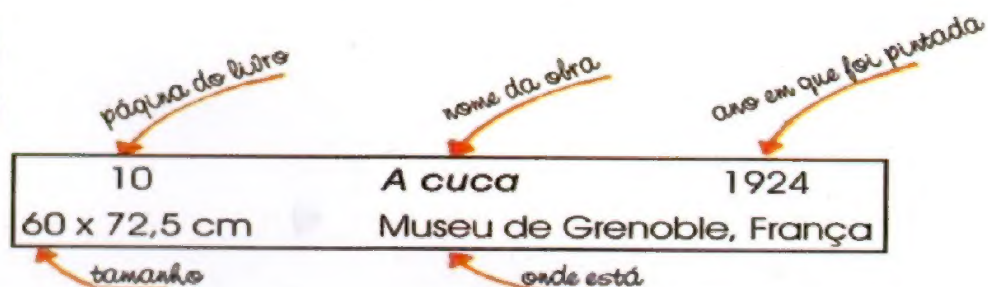 página do livro
nome da obra
ano em que foi pintada
10 A cuca 1924
60 x 72,5 cm Museu de Grenoble, França
tamanho
onde está